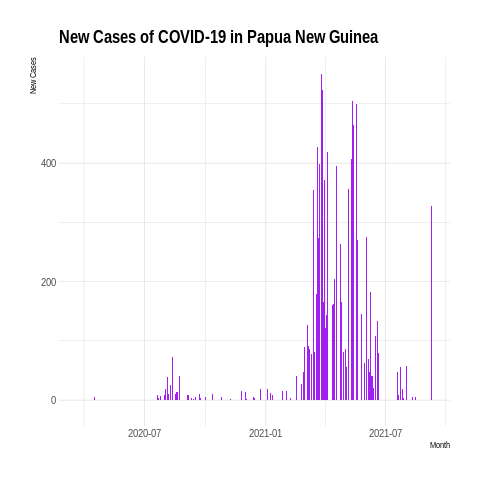 New Cases of COVID-19 in Papua New Guinea
New Cases
400
200
0
2020-07
2021-01
2021-07
Month